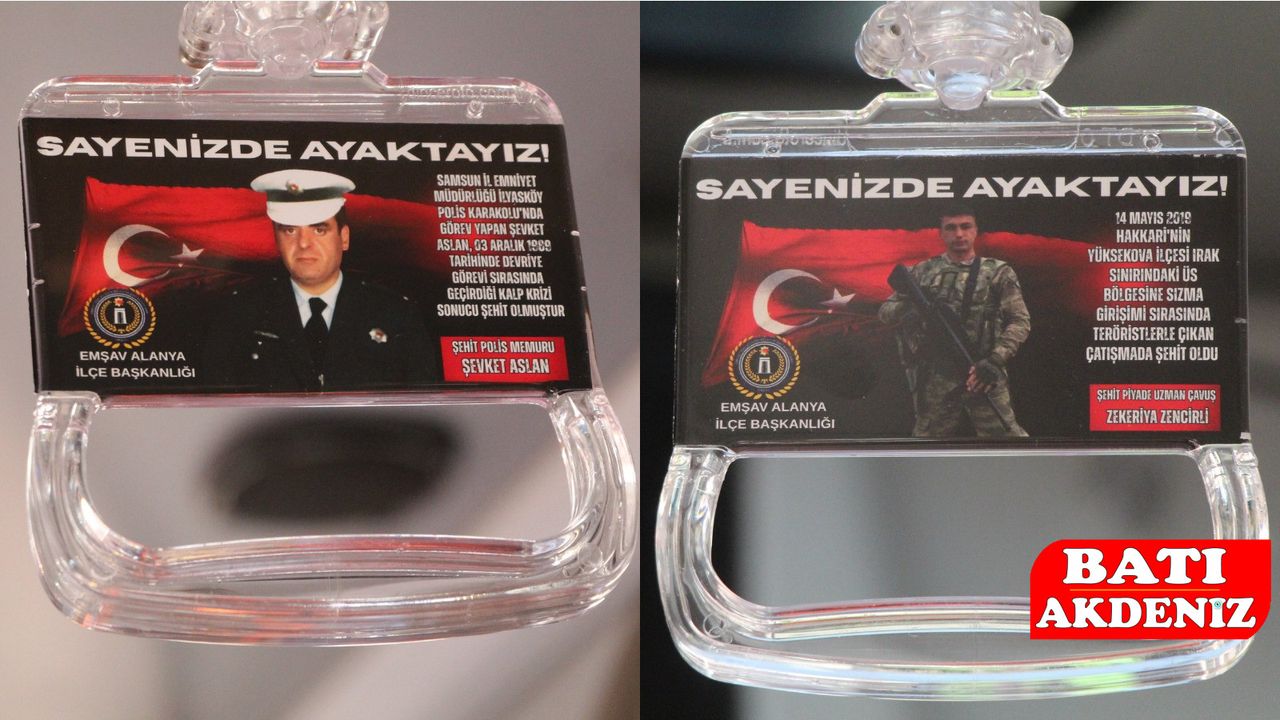 SAYENİZDE AYAKTAYIZ!
SAMSUN İL EMNİYET
MÜDÜRLÜĞÜ İLYASKÖY
POLİS KARAKOLU'NDA
GÖREV YAPAN ŞEVKET
ASLAN, 03 ARALIK 1989
TARİHİNDE DEVRİYE
GÖREVİ SIRASINDA
GEÇİRDİĞİ KALP KRİZİ
SONUCU ŞEHİT OLMUŞTUR
ŞEHİT POLİS MEMURU
ŞEVKET ASLAN
EMŞAV ALANYA
İLÇE BAŞKANLIĞI
SAYENİZDE AYAKTAYIZ!
14 MAYIS 2019
HAKKARİ'NİN
YÜKSEKOVA İLÇESİ IRAK
SINIRINDAKİ ÜS
BÖLGESİNE SIZMA
GİRİŞİMİ SIRASINDA
TERÖRİSTLERLE ÇIKAN
ÇATIŞMADA ŞEHİT OLDU
ŞEHİT PİYADE UZMAN ÇAVUŞ
ZEKERİYA ZENCİRLİ
EMŞAV ALANYA
İLÇE BAŞKANLIĞI
BATI
AKDENİZ